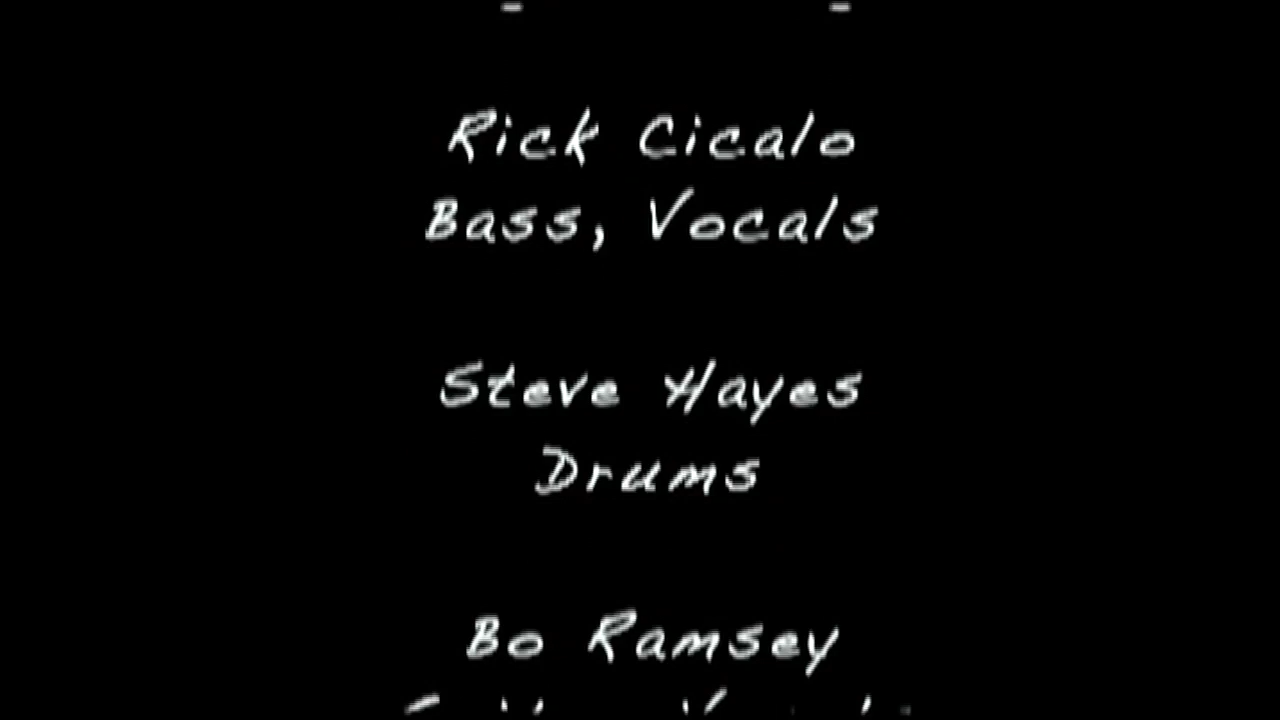 Rick Cicalo
Bass, Vocals
Steve Hayes
Drums
Bo Ramsey